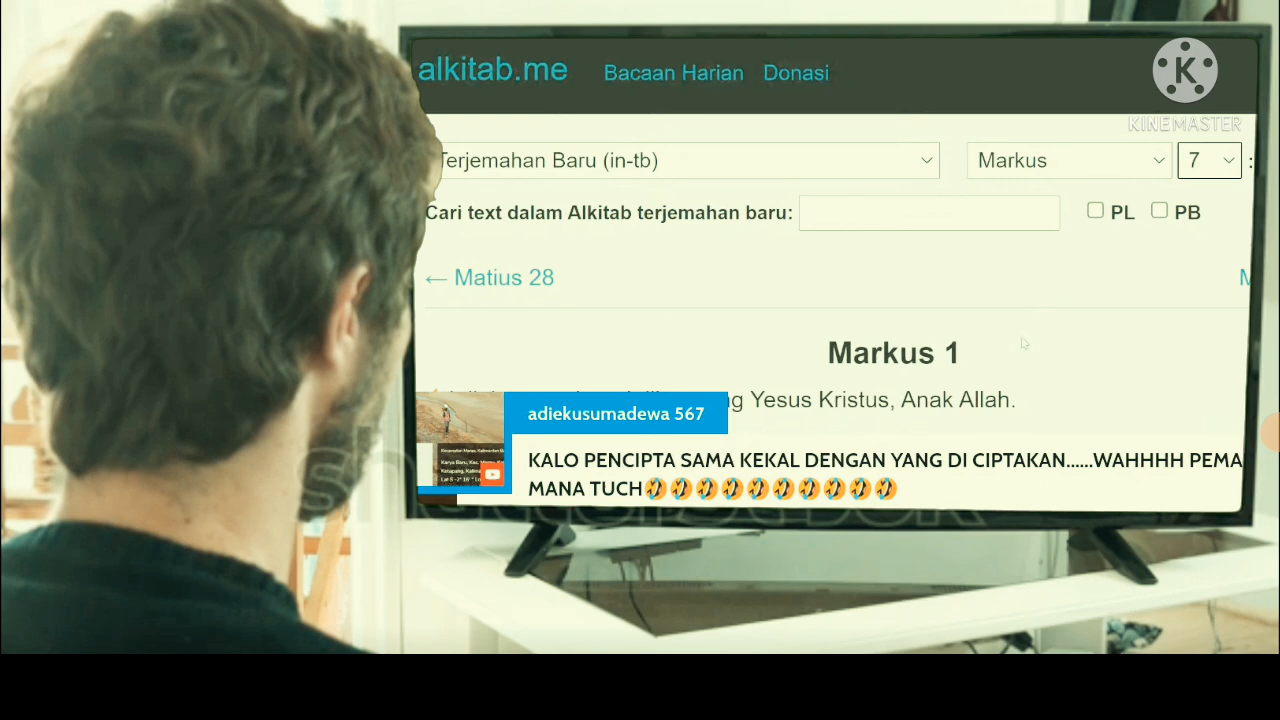 alkitab.me Bacaan Harian Donasi
K
KINEMASTER
Terjemahan Baru (in-tb) Markus 7 :
Cari text dalam Alkitab terjemahan baru: PL PB
← Matius 28
Markus 1
Yesus Kristus, Anak Allah.
adiekusumadewa 567
KALO PENCIPTA SAMA KEKAL DENGAN YANG DI CIPTAKAN......WAHHHH PEMA
MANA TUCH🤣🤣🤣🤣🤣🤣🤣🤣🤣🤣